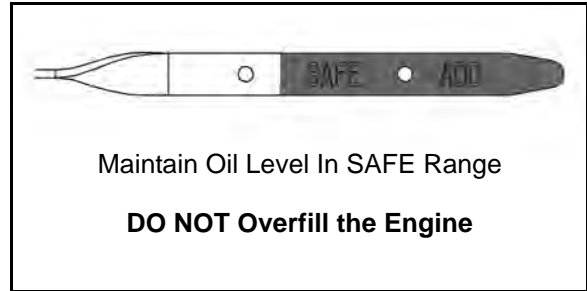 SAFE ADD
Maintain Oil Level In SAFE Range
DO NOT Overfill the Engine